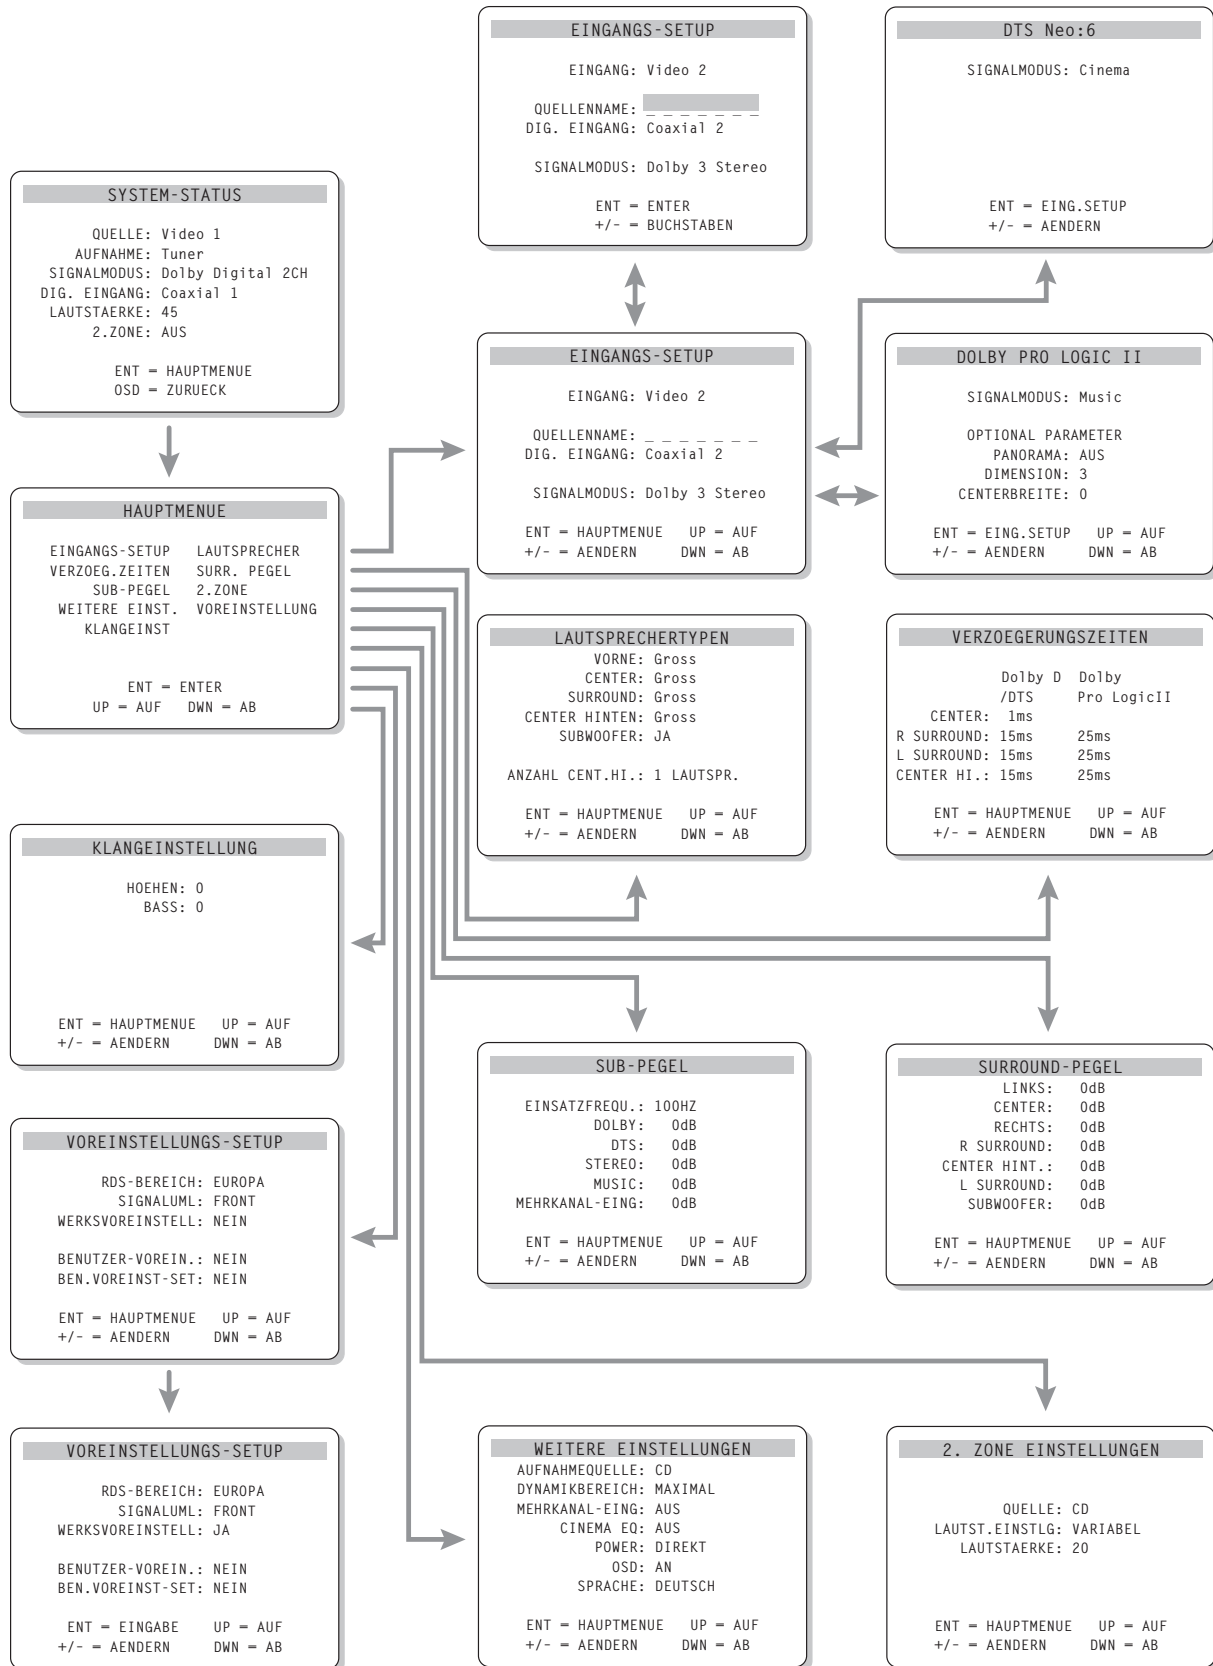 EINGANGS-SETUP
EINGANG: Video 2
QUELLENNAME: _ _ _ _ _ _ _
DIG. EINGANG: Coaxial 2
SIGNALMODUS: Dolby 3 Stereo
ENT = ENTER
+/- = BUCHSTABEN
DTS Neo:6
SIGNALMODUS: Cinema
ENT = EING.SETUP
+/- = AENDERN
SYSTEM-STATUS
QUELLE: Video 1
AUFNAHME: Tuner
SIGNALMODUS: Dolby Digital 2CH
DIG. EINGANG: Coaxial 1
LAUTSTAERKE: 45
2.ZONE: AUS
ENT = HAUPTMENUE
OSD = ZURUECK
EINGANGS-SETUP
EINGANG: Video 2
QUELLENNAME: _ _ _ _ _ _ _
DIG. EINGANG: Coaxial 2
SIGNALMODUS: Dolby 3 Stereo
ENT = HAUPTMENUE UP = AUF
+/- = AENDERN DWN = AB
DOLBY PRO LOGIC II
SIGNALMODUS: Music
OPTIONAL PARAMETER
PANORAMA: AUS
DIMENSION: 3
CENTERBREITE: 0
ENT = EING.SETUP UP = AUF
+/- = AENDERN DWN = AB
HAUPTMENUE
EINGANGS-SETUP LAUTSPRECHER
VERZOEG.ZEITEN SURR. PEGEL
SUB-PEGEL 2.ZONE
WEITERE EINST. VOREINSTELLUNG
KLANGEINST
ENT = ENTER
UP = AUF DWN = AB
LAUTSPRECHERTYPEN
VORNE: Gross
CENTER: Gross
SURROUND: Gross
CENTER HINTEN: Gross
SUBWOOFER: JA
ANZAHL CENT.HI.: 1 LAUTSPR.
ENT = HAUPTMENUE UP = AUF
+/- = AENDERN DWN = AB
VERZOEGERUNGSZEITEN
Dolby D Dolby
/DTS Pro LogicII
CENTER: 1ms
R SURROUND: 15ms 25ms
L SURROUND: 15ms 25ms
CENTER HI.: 15ms 25ms
ENT = HAUPTMENUE UP = AUF
+/- = AENDERN DWN = AB
KLANGEINSTELLUNG
HOEHEN: 0
BASS: 0
ENT = HAUPTMENUE UP = AUF
+/- = AENDERN DWN = AB
SUB-PEGEL
EINSATZFREQU.: 100HZ
DOLBY: 0dB
DTS: 0dB
STEREO: 0dB
MUSIC: 0dB
MEHRKANAL-EING: 0dB
ENT = HAUPTMENUE UP = AUF
+/- = AENDERN DWN = AB
SURROUND-PEGEL
LINKS: 0dB
CENTER: 0dB
RECHTS: 0dB
R SURROUND: 0dB
CENTER HINT.: 0dB
L SURROUND: 0dB
SUBWOOFER: 0dB
ENT = HAUPTMENUE UP = AUF
+/- = AENDERN DWN = AB
VOREINSTELLUNGS-SETUP
RDS-BEREICH: EUROPA
SIGNALUML: FRONT
WERKSVOREINSTELL: NEIN
BENUTZER-VOREIN.: NEIN
BEN.VOREINST-SET: NEIN
ENT = HAUPTMENUE UP = AUF
+/- = AENDERN DWN = AB
VOREINSTELLUNGS-SETUP
RDS-BEREICH: EUROPA
SIGNALUML: FRONT
WERKSVOREINSTELL: JA
BENUTZER-VOREIN.: NEIN
BEN.VOREINST-SET: NEIN
ENT = EINGABE UP = AUF
+/- = AENDERN DWN = AB
WEITERE EINSTELLUNGEN
AUFNAHMEQUELLE: CD
DYNAMIKBEREICH: MAXIMAL
MEHRKANAL-EING: AUS
CINEMA EQ: AUS
POWER: DIREKT
OSD: AN
SPRACHE: DEUTSCH
ENT = HAUPTMENUE UP = AUF
+/- = AENDERN DWN = AB
2. ZONE EINSTELLUNGEN
QUELLE: CD
LAUTST.EINSTLG: VARIABEL
LAUTSTAERKE: 20
ENT = HAUPTMENUE UP = AUF
+/- = AENDERN DWN = AB